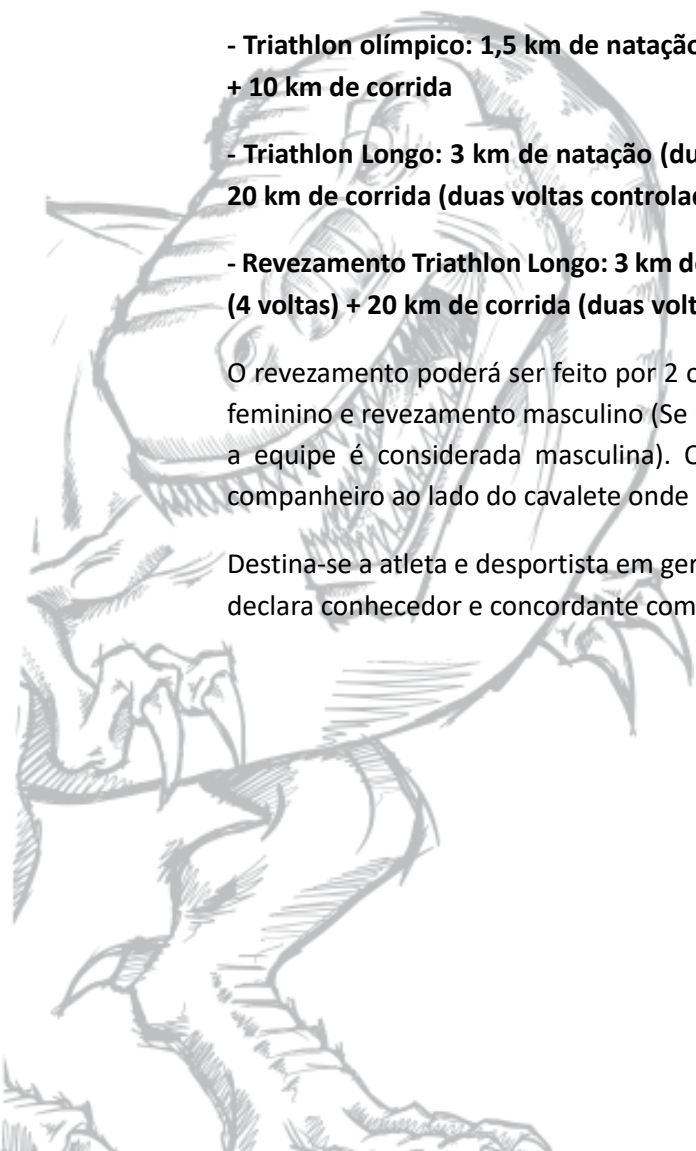 - Triathlon olímpico: 1,5 km de natação
+ 10 km de corrida
- Triathlon Longo: 3 km de natação (du
20 km de corrida (duas voltas controla
- Revezamento Triathlon Longo: 3 km d
(4 voltas) + 20 km de corrida (duas volt
O revezamento poderá ser feito por 2 o
feminino e revezamento masculino (Se
a equipe é considerada masculina). O
companheiro ao lado do cavalete onde
Destina-se a atleta e desportista em ger
declara conhecedor e concordante com